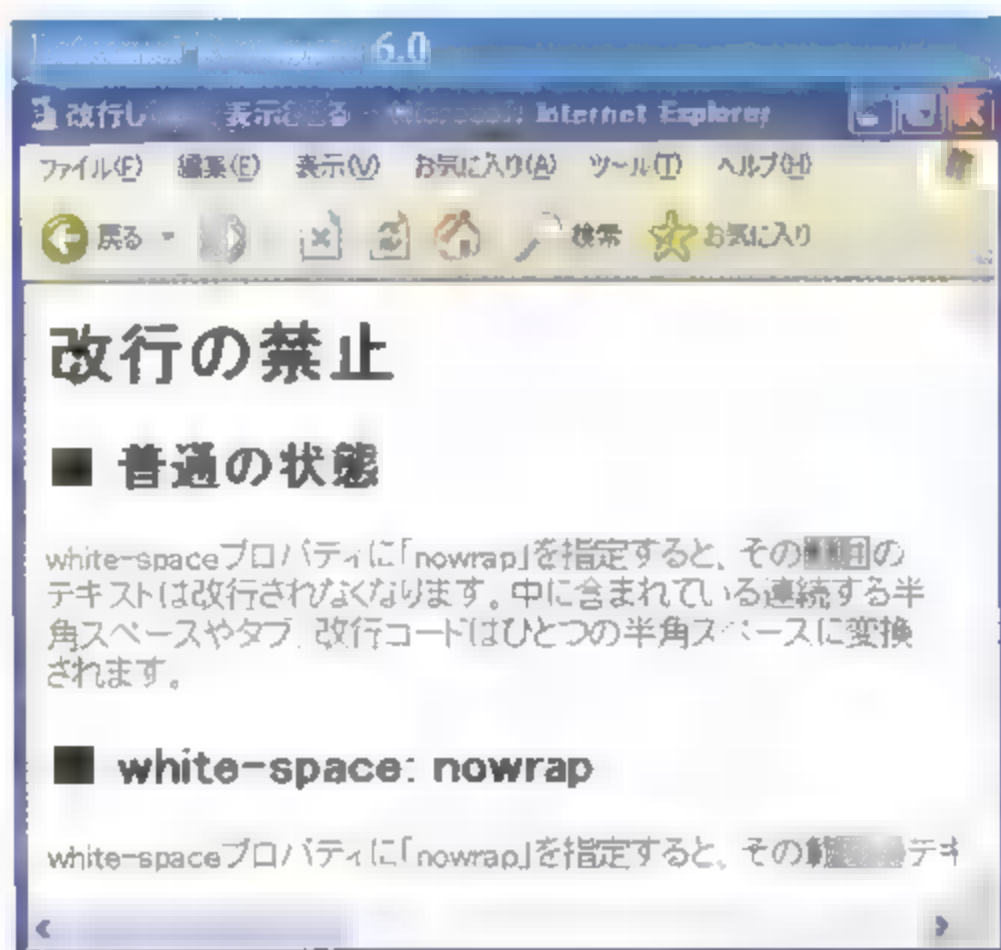 6.0
改行し 表示 る Internet Explorer
ファイル(F) 編集(E) 表示(V) お気に入り(A) ツール(T) ヘルプ(H)
戻る 検索 お気に入り
改行の禁止
■ 普通の状態
white-spaceプロパティに「nowrap」を指定すると、その の
テキストは改行されなくなります。中に含まれている連続する半
角スペースやタブ、改行コードはひとつの半角スペースに変換
されます。
■ white-space: nowrap
white-spaceプロパティに「nowrap」を指定すると、その テキ